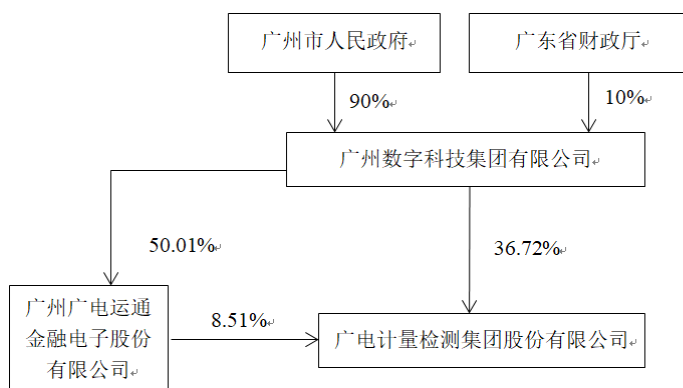 广州市人民政府
广东省财政厅
90%
10%
广州数字科技集团有限公司
50.01%
36.72%
广州广电运通
金融电子股份
有限公司
8.51%
广电计量检测集团股份有限公司